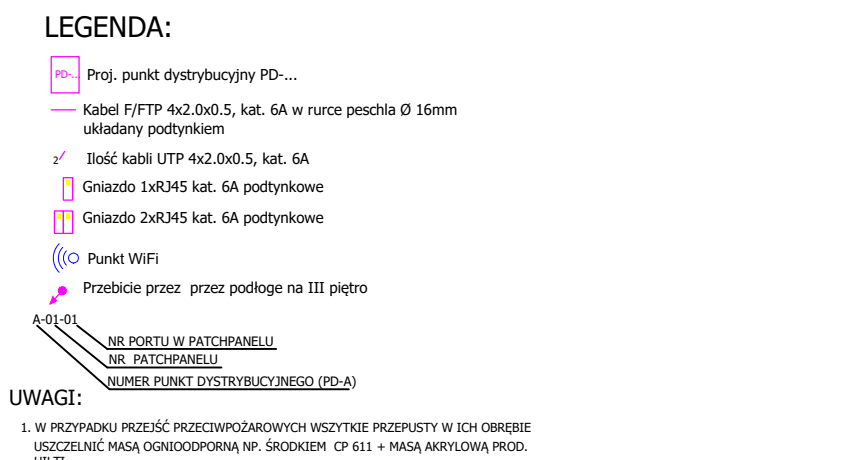 LEGENDA:
PD-... Proj. punkt dystrybucyjny PD-...
Kabel F/FTP 4x2.0x0.5, kat. 6A w rurce peschla Ø 16mm
układany podtynkiem
2 Ilość kabli UTP 4x2.0x0.5, kat. 6A
Gniazdo 1xRJ45 kat. 6A podtynkowe
Gniazdo 2xRJ45 kat. 6A podtynkowe
Punkt WiFi
Przebicie przez przez podłoge na III piętro
A-01-01
NR PORTU W PATCHPANELU
NR PATCHPANELU
NUMER PUNKT DYSTRYBUCYJNEGO (PD-A)
UWAGI:
1. W PRZYPADKU PRZEJŚĆ PRZECIWPOŻAROWYCH WSZYTKIE PRZEPUSTY W ICH OBRĘBIE
USZCZELNIĆ MASĄ OGNIOODPORNĄ NP. ŚRODKIEM CP 611 + MASĄ AKRYLOWĄ PROD.